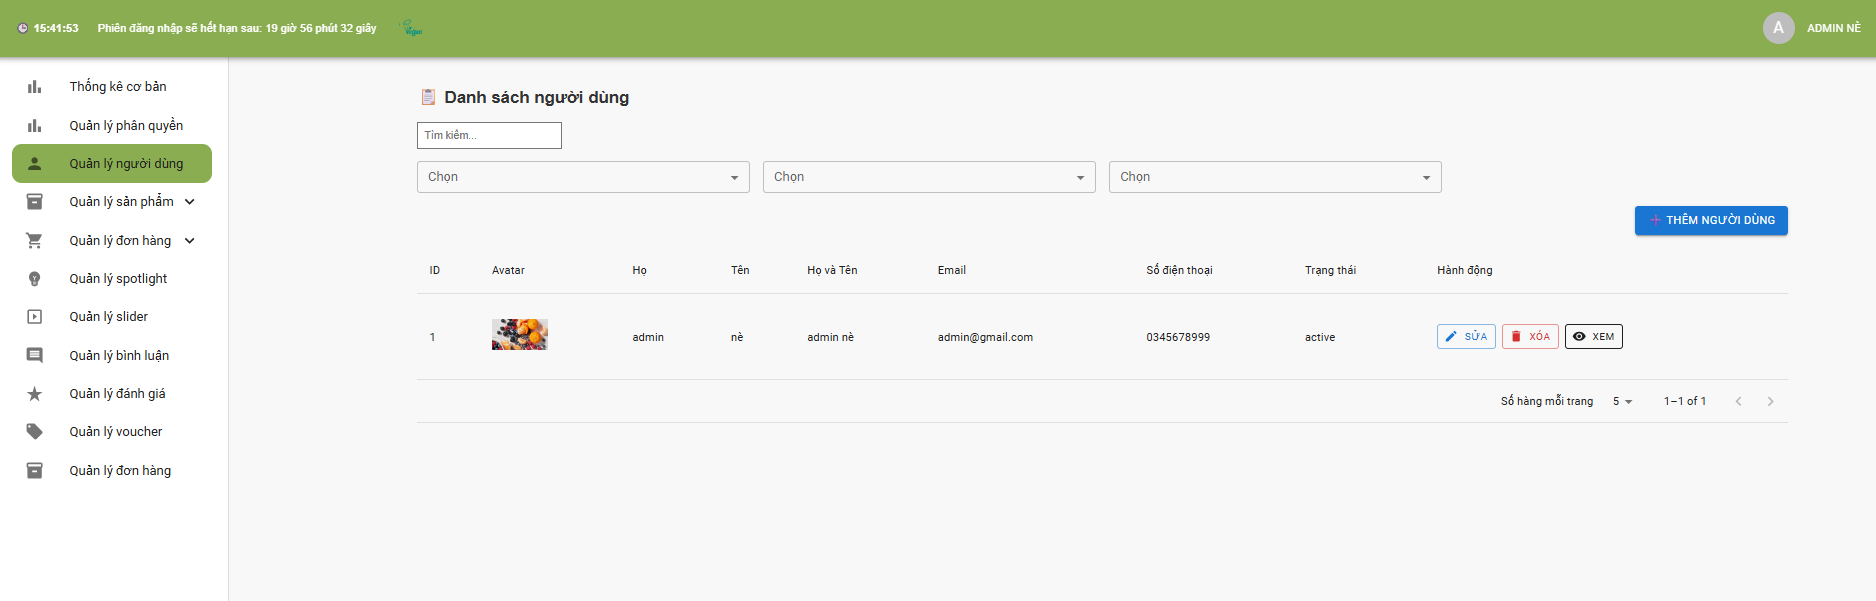 15:41:53 Phiên đăng nhập sẽ hết hạn sau: 19 giờ 56 phút 32 giây Vegan A ADMIN NÈ
Thống kê cơ bản
Quản lý phân quyền
Quản lý người dùng
Quản lý sản phẩm
Quản lý đơn hàng
Quản lý spotlight
Quản lý slider
Quản lý bình luận
Quản lý đánh giá
Quản lý voucher
Quản lý đơn hàng
Danh sách người dùng
Tìm kiếm...
Chọn Chọn Chọn
THÊM NGƯỜI DÙNG
ID Avatar Họ Tên Họ và Tên Email Số điện thoại Trạng thái Hành động
1 admin nè admin nè admin@gmail.com 0345678999 active SỬA XÓA XEM
Số hàng mỗi trang 5 1–1 of 1